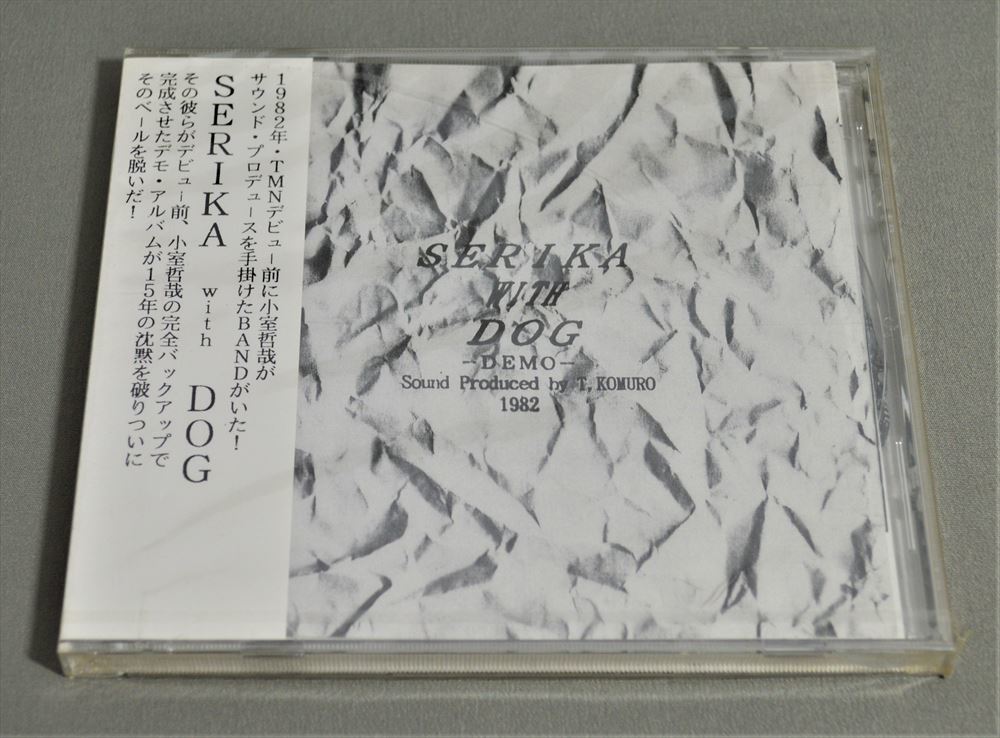 1982年・TMNデビュー前に小室哲哉が
サウンド・プロデュースを手掛けたBANDがいた!
SERIKA with DOG
その彼らがデビュー前、小室哲哉の完全バックアップで
完成させたデモ・アルバムが15年の沈黙を破りついに
そのベールを脱いだ!
SERIKA
WITH
DOG
—DEMO—
Sound Produced by T,KOMURO
1982